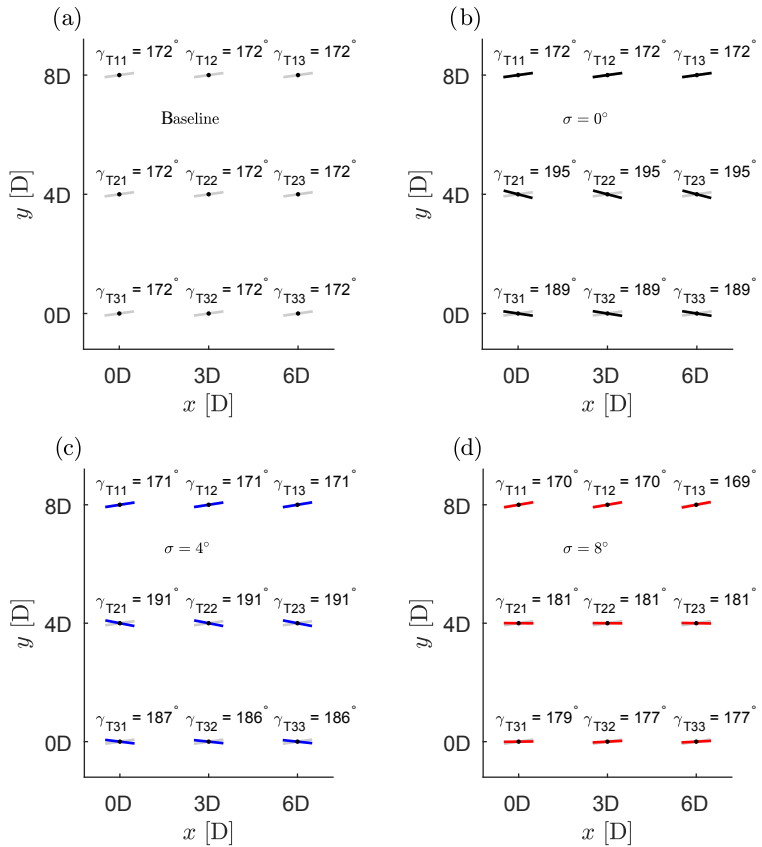 (a)
γT11 = 172° γT12 = 172° γT13 = 172°
8D
Baseline
γT21 = 172° γT22 = 172° γT23 = 172°
4D
y [D]
γT31 = 172° γT32 = 172° γT33 = 172°
0D
0D 3D 6D
x [D]
(b)
γT11 = 172° γT12 = 172° γT13 = 172°
8D
σ = 0°
γT21 = 195° γT22 = 195° γT23 = 195°
4D
y [D]
γT31 = 189° γT32 = 189° γT33 = 189°
0D
0D 3D 6D
x [D]
(c)
γT11 = 171° γT12 = 171° γT13 = 171°
8D
σ = 4°
γT21 = 191° γT22 = 191° γT23 = 191°
4D
y [D]
γT31 = 187° γT32 = 186° γT33 = 186°
0D
0D 3D 6D
x [D]
(d)
γT11 = 170° γT12 = 170° γT13 = 169°
8D
σ = 8°
γT21 = 181° γT22 = 181° γT23 = 181°
4D
y [D]
γT31 = 179° γT32 = 177° γT33 = 177°
0D
0D 3D 6D
x [D]